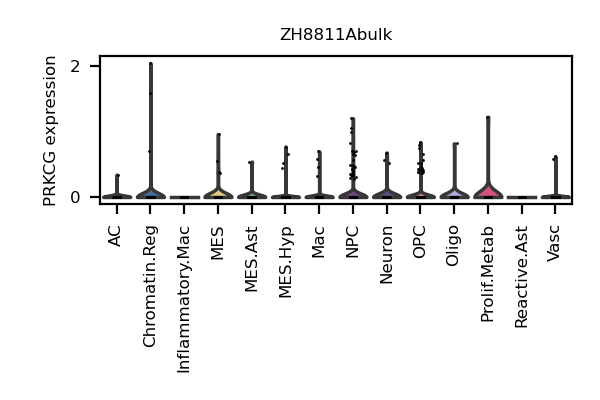 ZH8811Abulk
PRKCG expression
2
0
AC
Chromatin.Reg
Inflammatory.Mac
MES
MES.Ast
MES.Hyp
Mac
NPC
Neuron
OPC
Oligo
Prolif.Metab
Reactive.Ast
Vasc